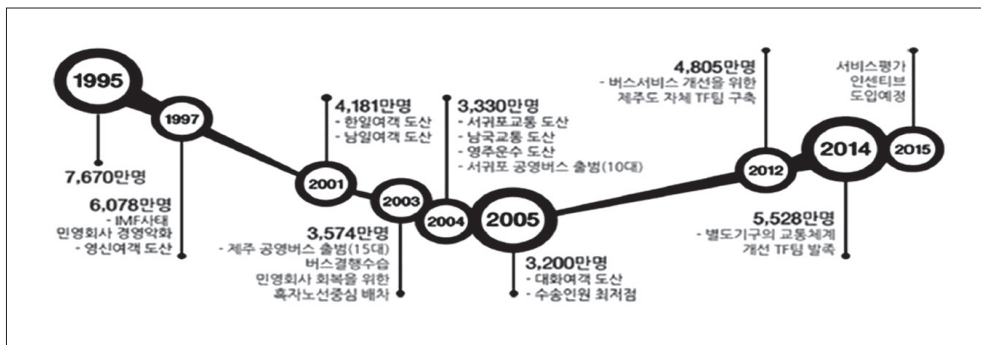 1995
7,670만명
1997
6,078만명
- IMF사태
민영회사 경영악화
- 영신여객 도산
2001
4,181만명
- 한일여객 도산
- 남일여객 도산
2003
3,574만명
- 제주 공영버스 출범(15대)
버스결행수습
민영회사 회복을 위한
흑자노선중심 배차
2004
3,330만명
- 서귀포교통 도산
- 남국교통 도산
- 영주운수 도산
- 서귀포 공영버스 출범(10대)
2005
3,200만명
- 대화여객 도산
- 수송인원 최저점
2012
4,805만명
- 버스서비스 개선을 위한
제주도 자체 TF팀 구축
2014
5,528만명
- 별도기구의 교통체계
개선 TF팀 발족
2015
서비스평가
인센티브
도입예정